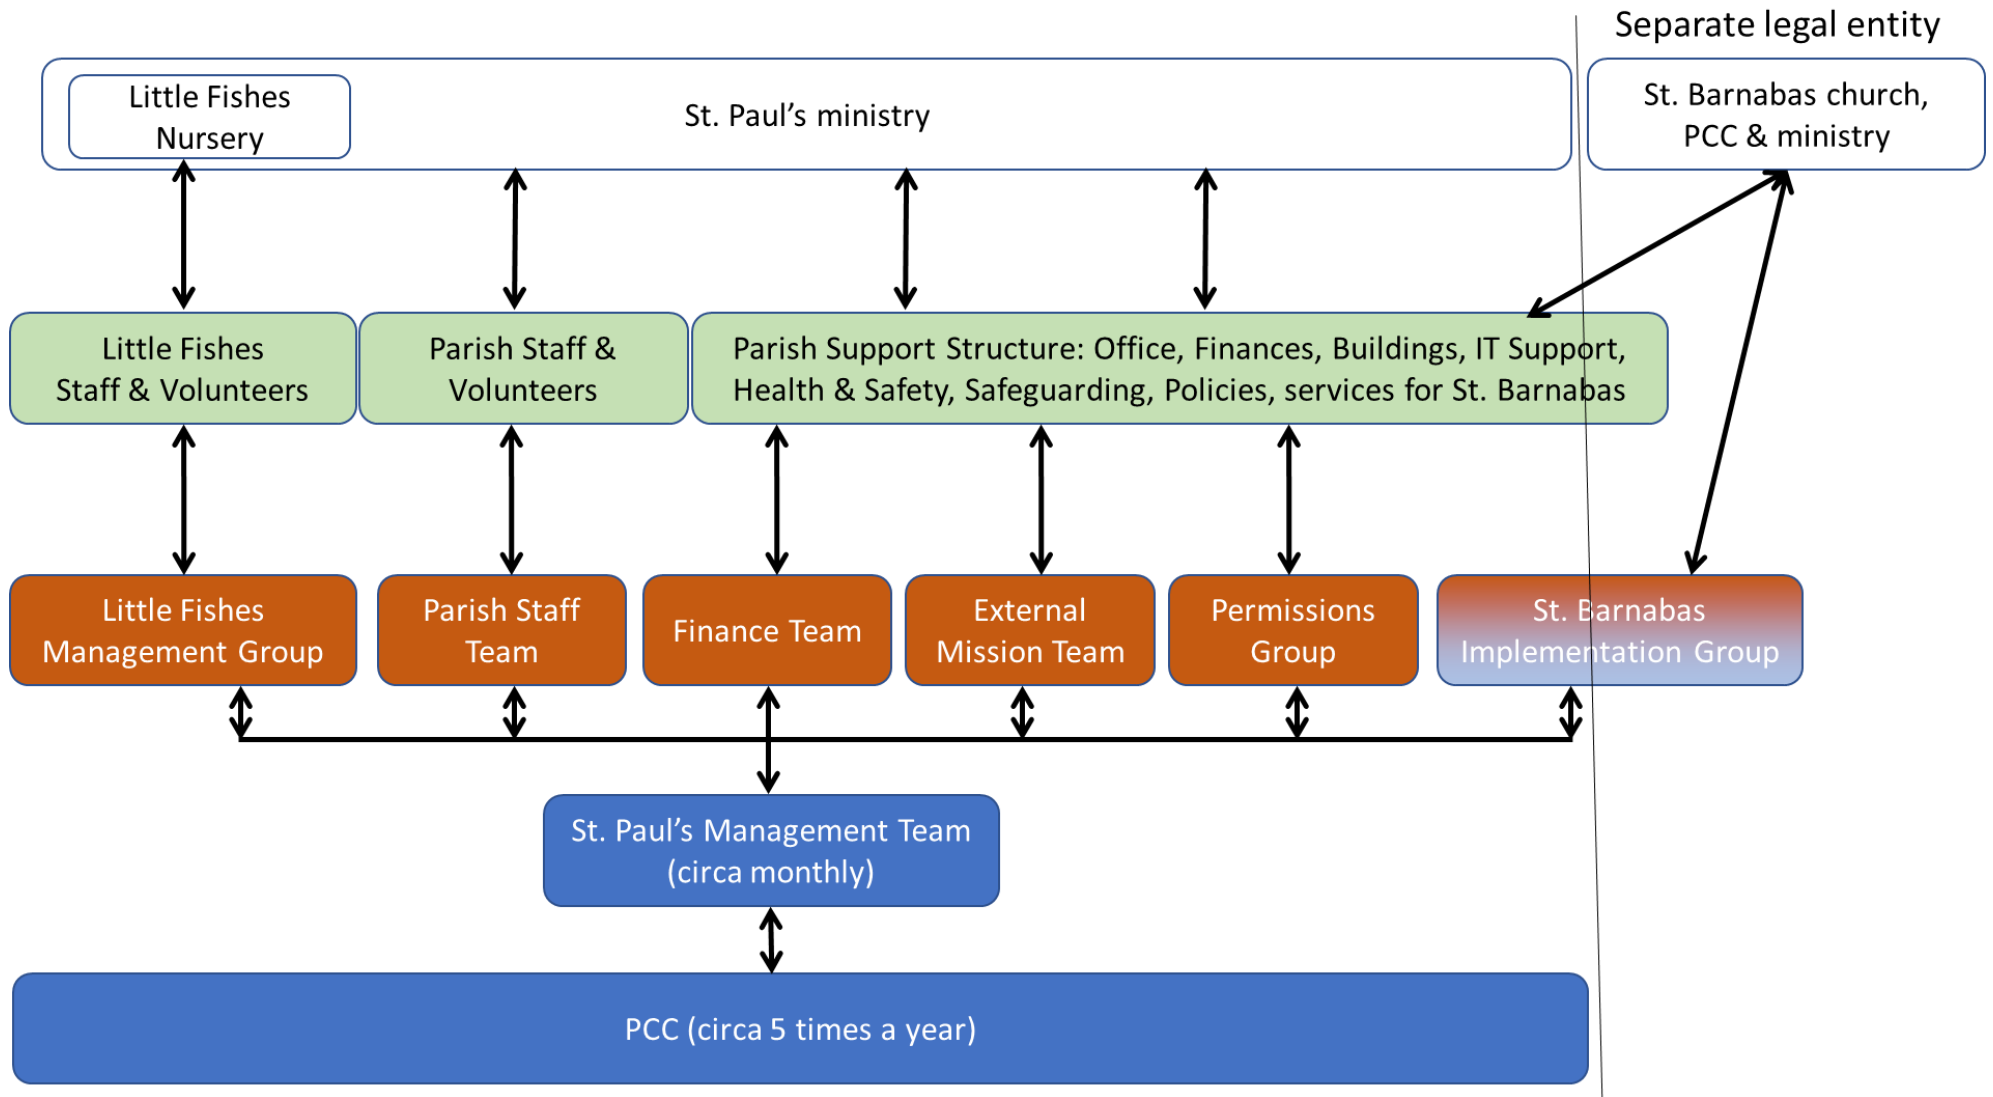 Separate legal entity
Little Fishes
Nursery
St. Paul’s ministry
St. Barnabas church,
PCC & ministry
Little Fishes
Staff & Volunteers
Parish Staff &
Volunteers
Parish Support Structure: Office, Finances, Buildings, IT Support,
Health & Safety, Safeguarding, Policies, services for St. Barnabas
Little Fishes
Management Group
Parish Staff
Team
Finance Team
External
Mission Team
Permissions
Group
St. Barnabas
Implementation Group
St. Paul’s Management Team
(circa monthly)
PCC (circa 5 times a year)